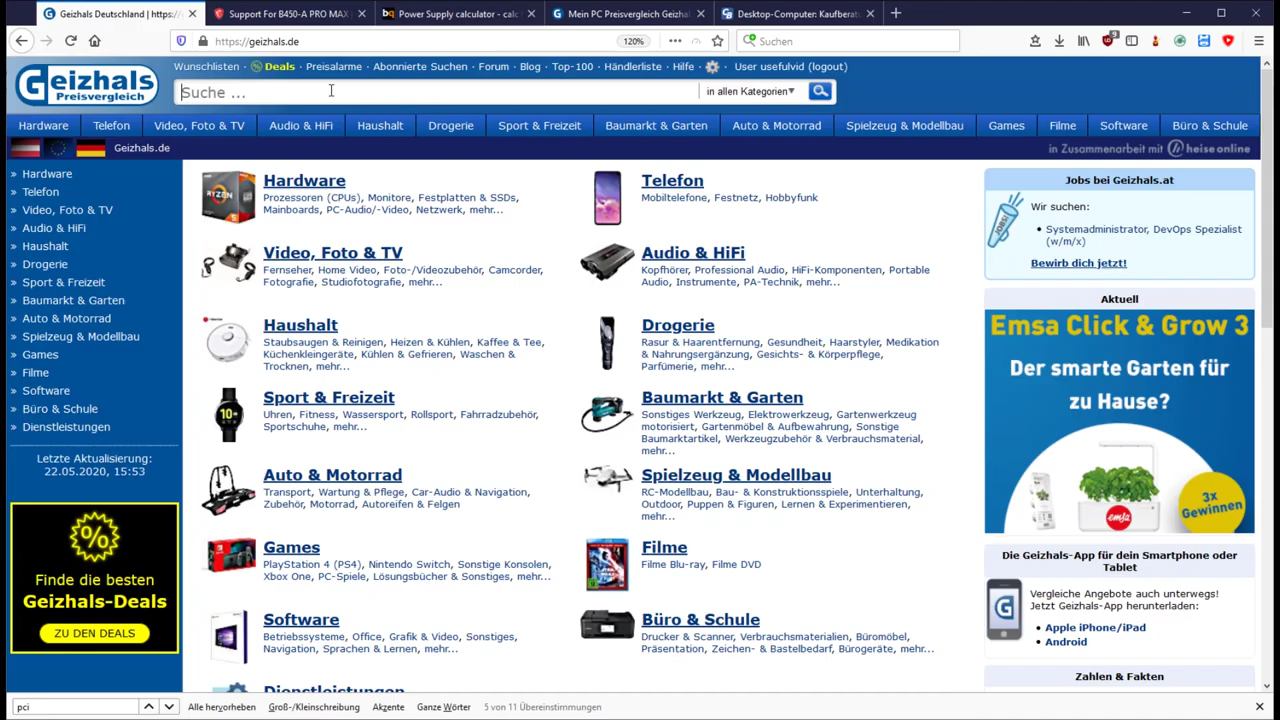 Geizhals Deutschland | https:/
Support For B450-A PRO MAX
Power Supply calculator - calc
Mein PC Preisvergleich Geizhals
Desktop-Computer: Kaufberat
https://geizhals.de
120%
Suchen
Geizhals
Preisvergleich
Wunschlisten · Deals · Preisalarme · Abonnierte Suchen · Forum · Blog · Top-100 · Händlerliste · Hilfe · User usefulvid (logout)
Suche ...
in allen Kategorien
Hardware Telefon Video, Foto & TV Audio & HiFi Haushalt Drogerie Sport & Freizeit Baumarkt & Garten Auto & Motorrad Spielzeug & Modellbau Games Filme Software Büro & Schule
Geizhals.de
in Zusammenarbeit mit heise online
» Hardware
» Telefon
» Video, Foto & TV
» Audio & HiFi
» Haushalt
» Drogerie
» Sport & Freizeit
» Baumarkt & Garten
» Auto & Motorrad
» Spielzeug & Modellbau
» Games
» Filme
» Software
» Büro & Schule
» Dienstleistungen
Letzte Aktualisierung:
22.05.2020, 15:53
%
Finde die besten
Geizhals-Deals
ZU DEN DEALS
RYZEN
Hardware
Prozessoren (CPUs), Monitore, Festplatten & SSDs,
Mainboards, PC-Audio/-Video, Netzwerk, mehr...
Telefon
Mobiltelefone, Festnetz, Hobbyfunk
Video, Foto & TV
Fernseher, Home Video, Foto-/Videozubehör, Camcorder,
Fotografie, Studiofotografie, mehr...
Audio & HiFi
Kopfhörer, Professional Audio, HiFi-Komponenten, Portable
Audio, Instrumente, PA-Technik, mehr...
Haushalt
Staubsaugen & Reinigen, Heizen & Kühlen, Kaffee & Tee,
Küchenkleingeräte, Kühlen & Gefrieren, Waschen &
Trocknen, mehr...
Drogerie
Rasur & Haarentfernung, Gesundheit, Haarstyler, Medikation
& Nahrungsergänzung, Gesichts- & Körperpflege,
Parfümerie, mehr...
Sport & Freizeit
Uhren, Fitness, Wassersport, Rollsport, Fahrradzubehör,
Sportschuhe, mehr...
Baumarkt & Garten
Sonstiges Werkzeug, Elektrowerkzeug, Gartenwerkzeug
motorisiert, Gartenmöbel & Aufbewahrung, Sonstige
Baumarktartikel, Werkzeugzubehör & Verbrauchsmaterial,
mehr...
Auto & Motorrad
Transport, Wartung & Pflege, Car-Audio & Navigation,
Zubehör, Motorrad, Autoreifen & Felgen
Spielzeug & Modellbau
RC-Modellbau, Bau- & Konstruktionsspiele, Unterhaltung,
Outdoor, Puppen & Figuren, Lernen & Experimentieren,
mehr...
Games
PlayStation 4 (PS4), Nintendo Switch, Sonstige Konsolen,
Xbox One, PC-Spiele, Lösungsbücher & Sonstiges, mehr...
Filme
Filme Blu-ray, Filme DVD
Software
Betriebssysteme, Office, Grafik & Video, Sonstiges,
Navigation, Sprachen & Lernen, mehr...
Büro & Schule
Drucker & Scanner, Verbrauchsmaterialien, Büromöbel,
Präsentation, Zeichen- & Bastelbedarf, Bürogeräte, mehr...
Dienstleistungen
Jobs bei Geizhals.at
JOBS!
Wir suchen:
• Systemadministrator, DevOps Spezialist
(w/m/x)
Bewirb dich jetzt!
Aktuell
Emsa Click & Grow 3
Der smarte Garten für
zu Hause?
emsa
3x
Gewinnen
Die Geizhals-App für dein Smartphone oder
Tablet
Vergleiche Angebote auch unterwegs!
Jetzt Geizhals-App herunterladen:
• Apple iPhone/iPad
• Android
Zahlen & Fakten
pci
Alle hervorheben
Groß-/Kleinschreibung
Akzente
Ganze Wörter
5 von 11 Übereinstimmungen